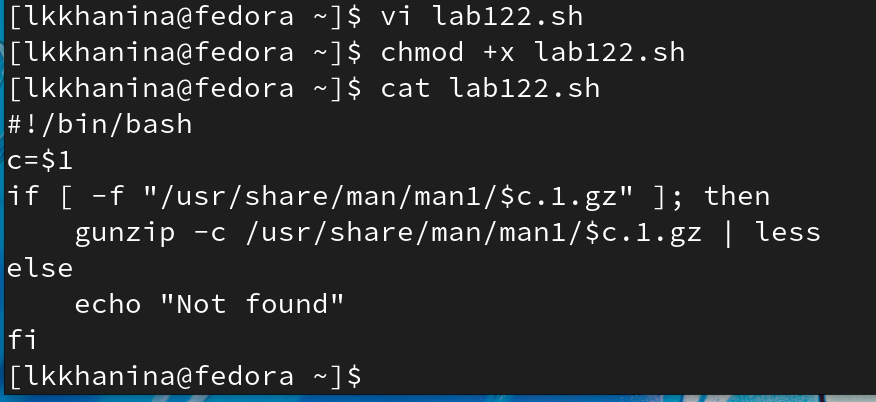 [lkkhanina@fedora ~]$ vi lab122.sh
[lkkhanina@fedora ~]$ chmod +x lab122.sh
[lkkhanina@fedora ~]$ cat lab122.sh
#!/bin/bash
c=$1
if [ -f "/usr/share/man/man1/$c.1.gz" ]; then
    gunzip -c /usr/share/man/man1/$c.1.gz | less
else
    echo "Not found"
fi
[lkkhanina@fedora ~]$